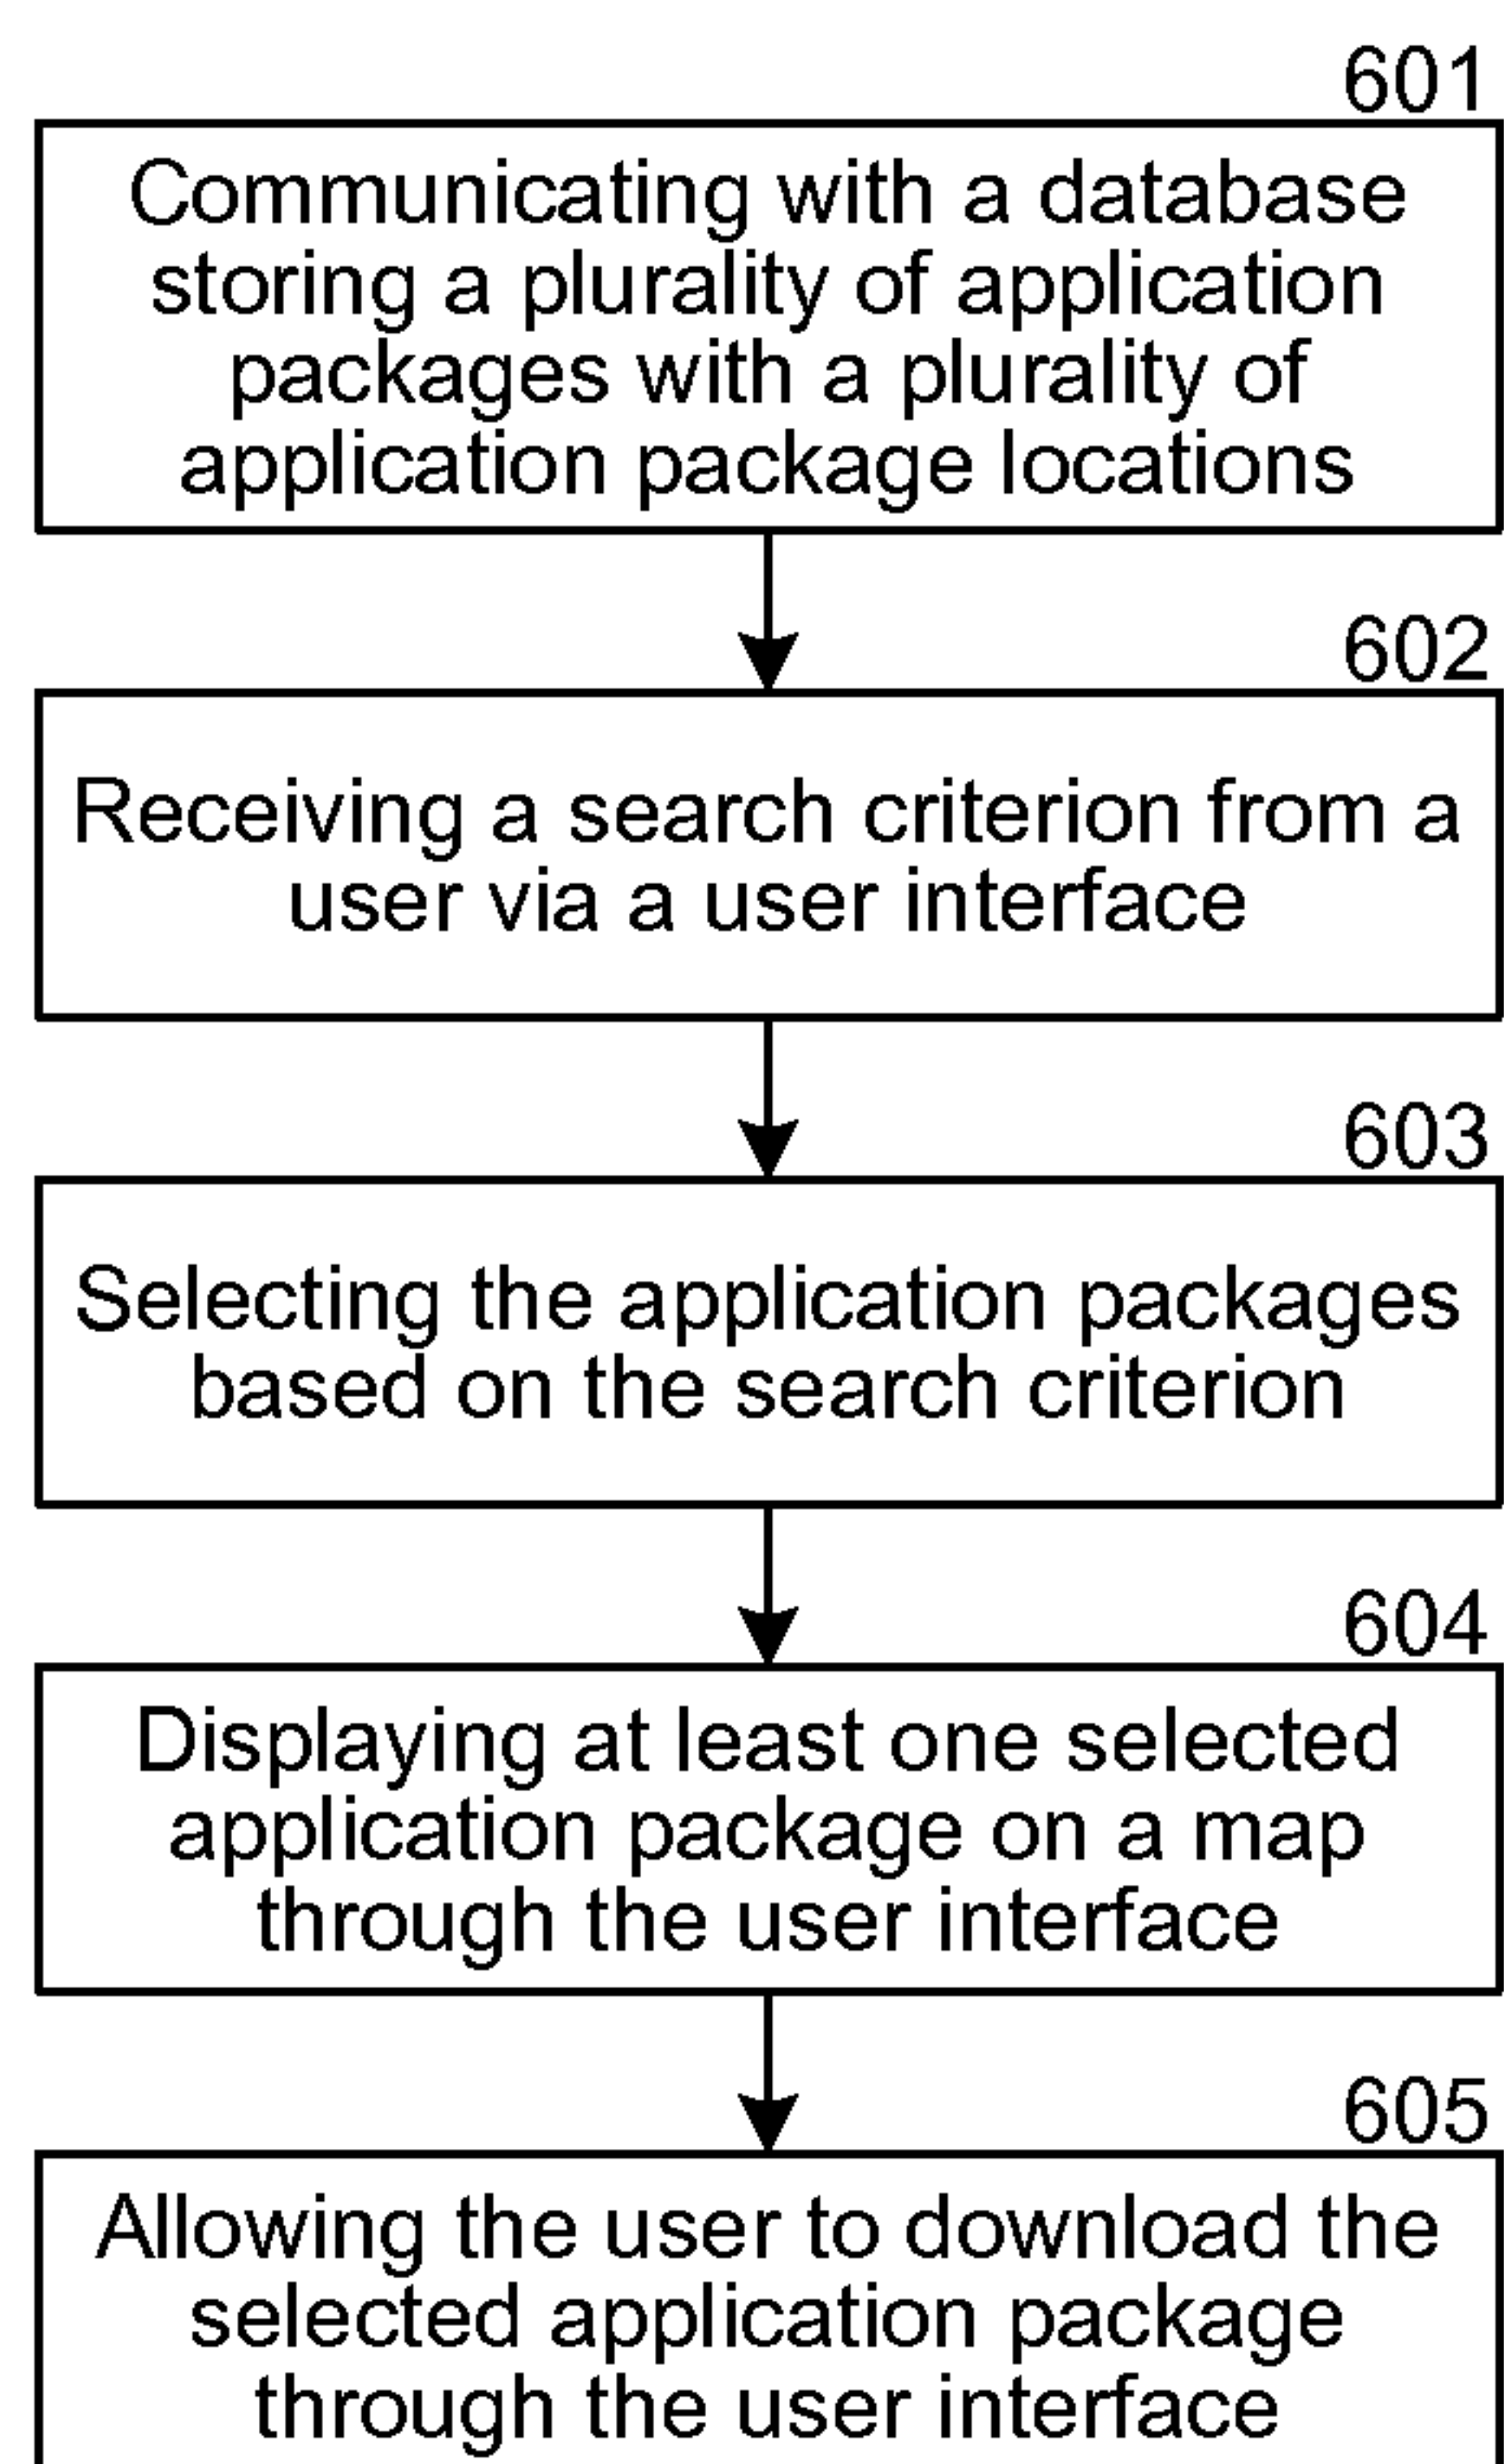 601
Communicating with a database
storing a plurality of application
packages with a plurality of
application package locations
602
Receiving a search criterion from a
user via a user interface
603
Selecting the application packages
based on the search criterion
604
Displaying at least one selected
application package on a map
through the user interface
605
Allowing the user to download the
selected application package
through the user interface